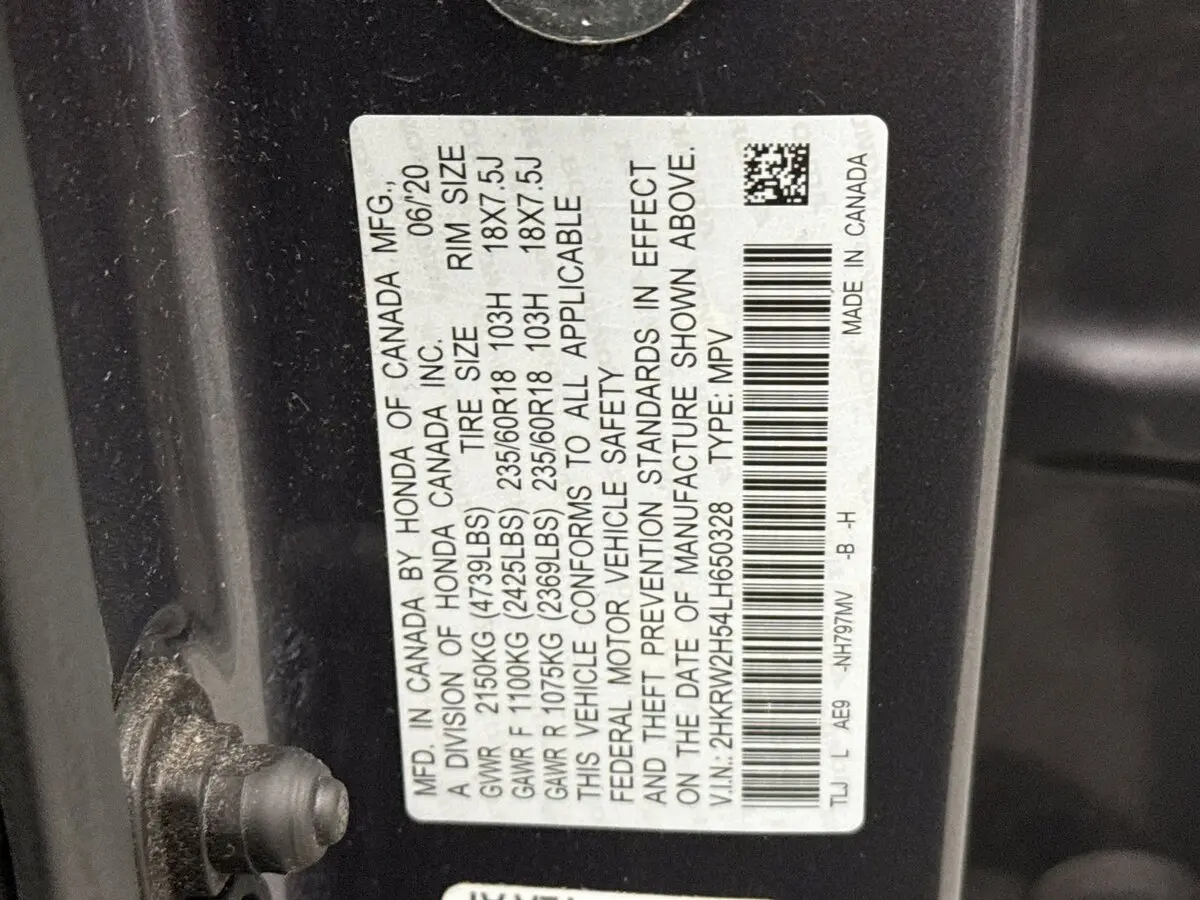 MFD. IN CANADA BY HONDA OF CANADA MFG.,
A DIVISION OF HONDA CANADA INC. 06/'20
GVWR 2150KG (4739LBS) TIRE SIZE RIM SIZE
GAWR F 1100KG (2425LBS) 235/60R18 103H 18X7.5J
GAWR R 1075KG (2369LBS) 235/60R18 103H 18X7.5J
THIS VEHICLE CONFORMS TO ALL APPLICABLE
FEDERAL MOTOR VEHICLE SAFETY
AND THEFT PREVENTION STANDARDS IN EFFECT
ON THE DATE OF MANUFACTURE SHOWN ABOVE.
V.I.N.: 2HKRW2H54LH650328 TYPE: MPV
TLJ L AE9 -NH797MV -B -H MADE IN CANADA